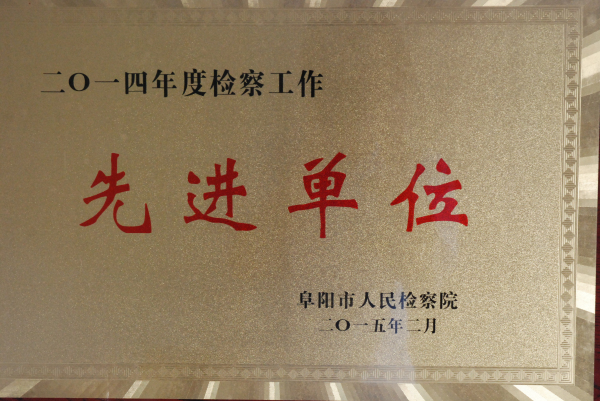 二〇一四年度检察工作
先进单位
阜阳市人民检察院
二〇一五年二月